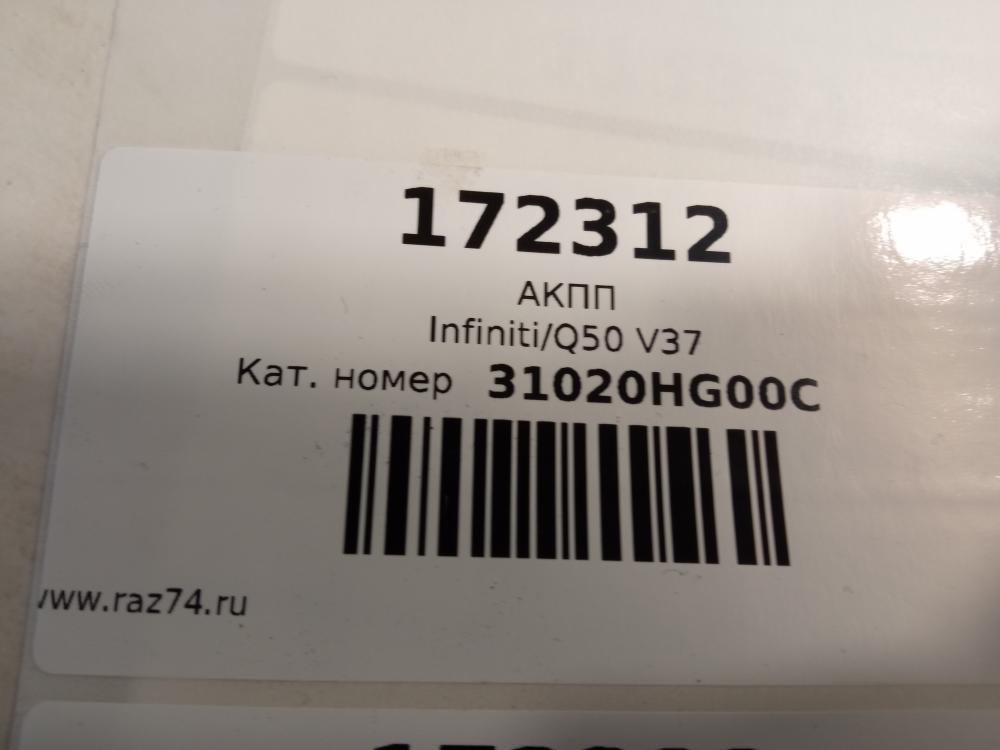 172312
АКПП
Infiniti/Q50 V37
Кат. номер 31020HG00C
www.raz74.ru